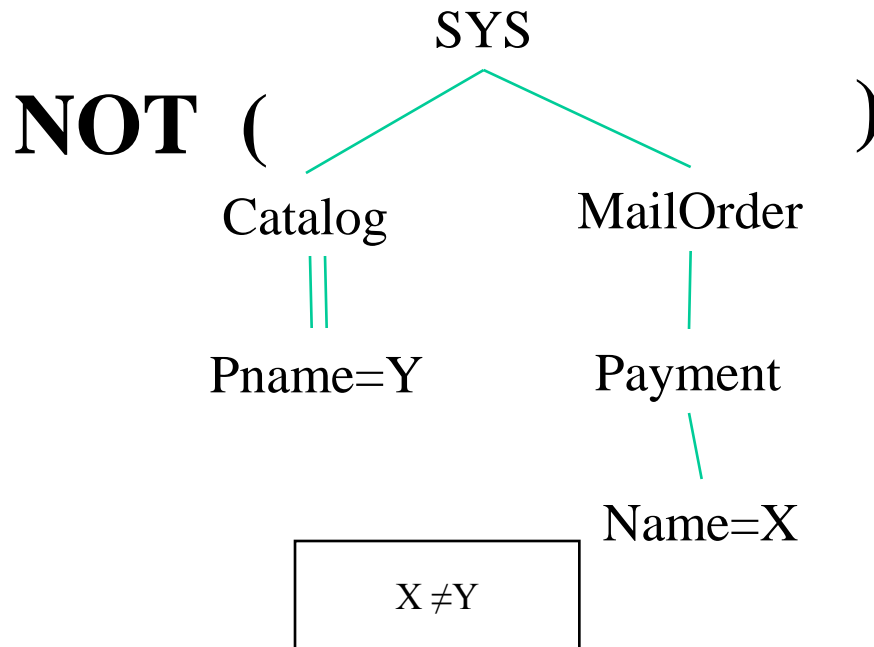 SYS
NOT ( )
Catalog MailOrder
Pname=Y Payment
Name=X
X ≠Y